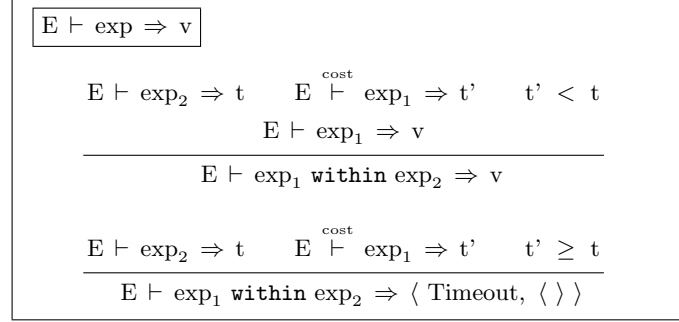 E ⊢ exp ⇒ v
E ⊢ exp₂ ⇒ t E ⊢cost exp₁ ⇒ t’ t’ < t
E ⊢ exp₁ ⇒ v
E ⊢ exp₁ within exp₂ ⇒ v
E ⊢ exp₂ ⇒ t E ⊢cost exp₁ ⇒ t’ t’ ≥ t
E ⊢ exp₁ within exp₂ ⇒ ⟨ Timeout, ⟨ ⟩ ⟩